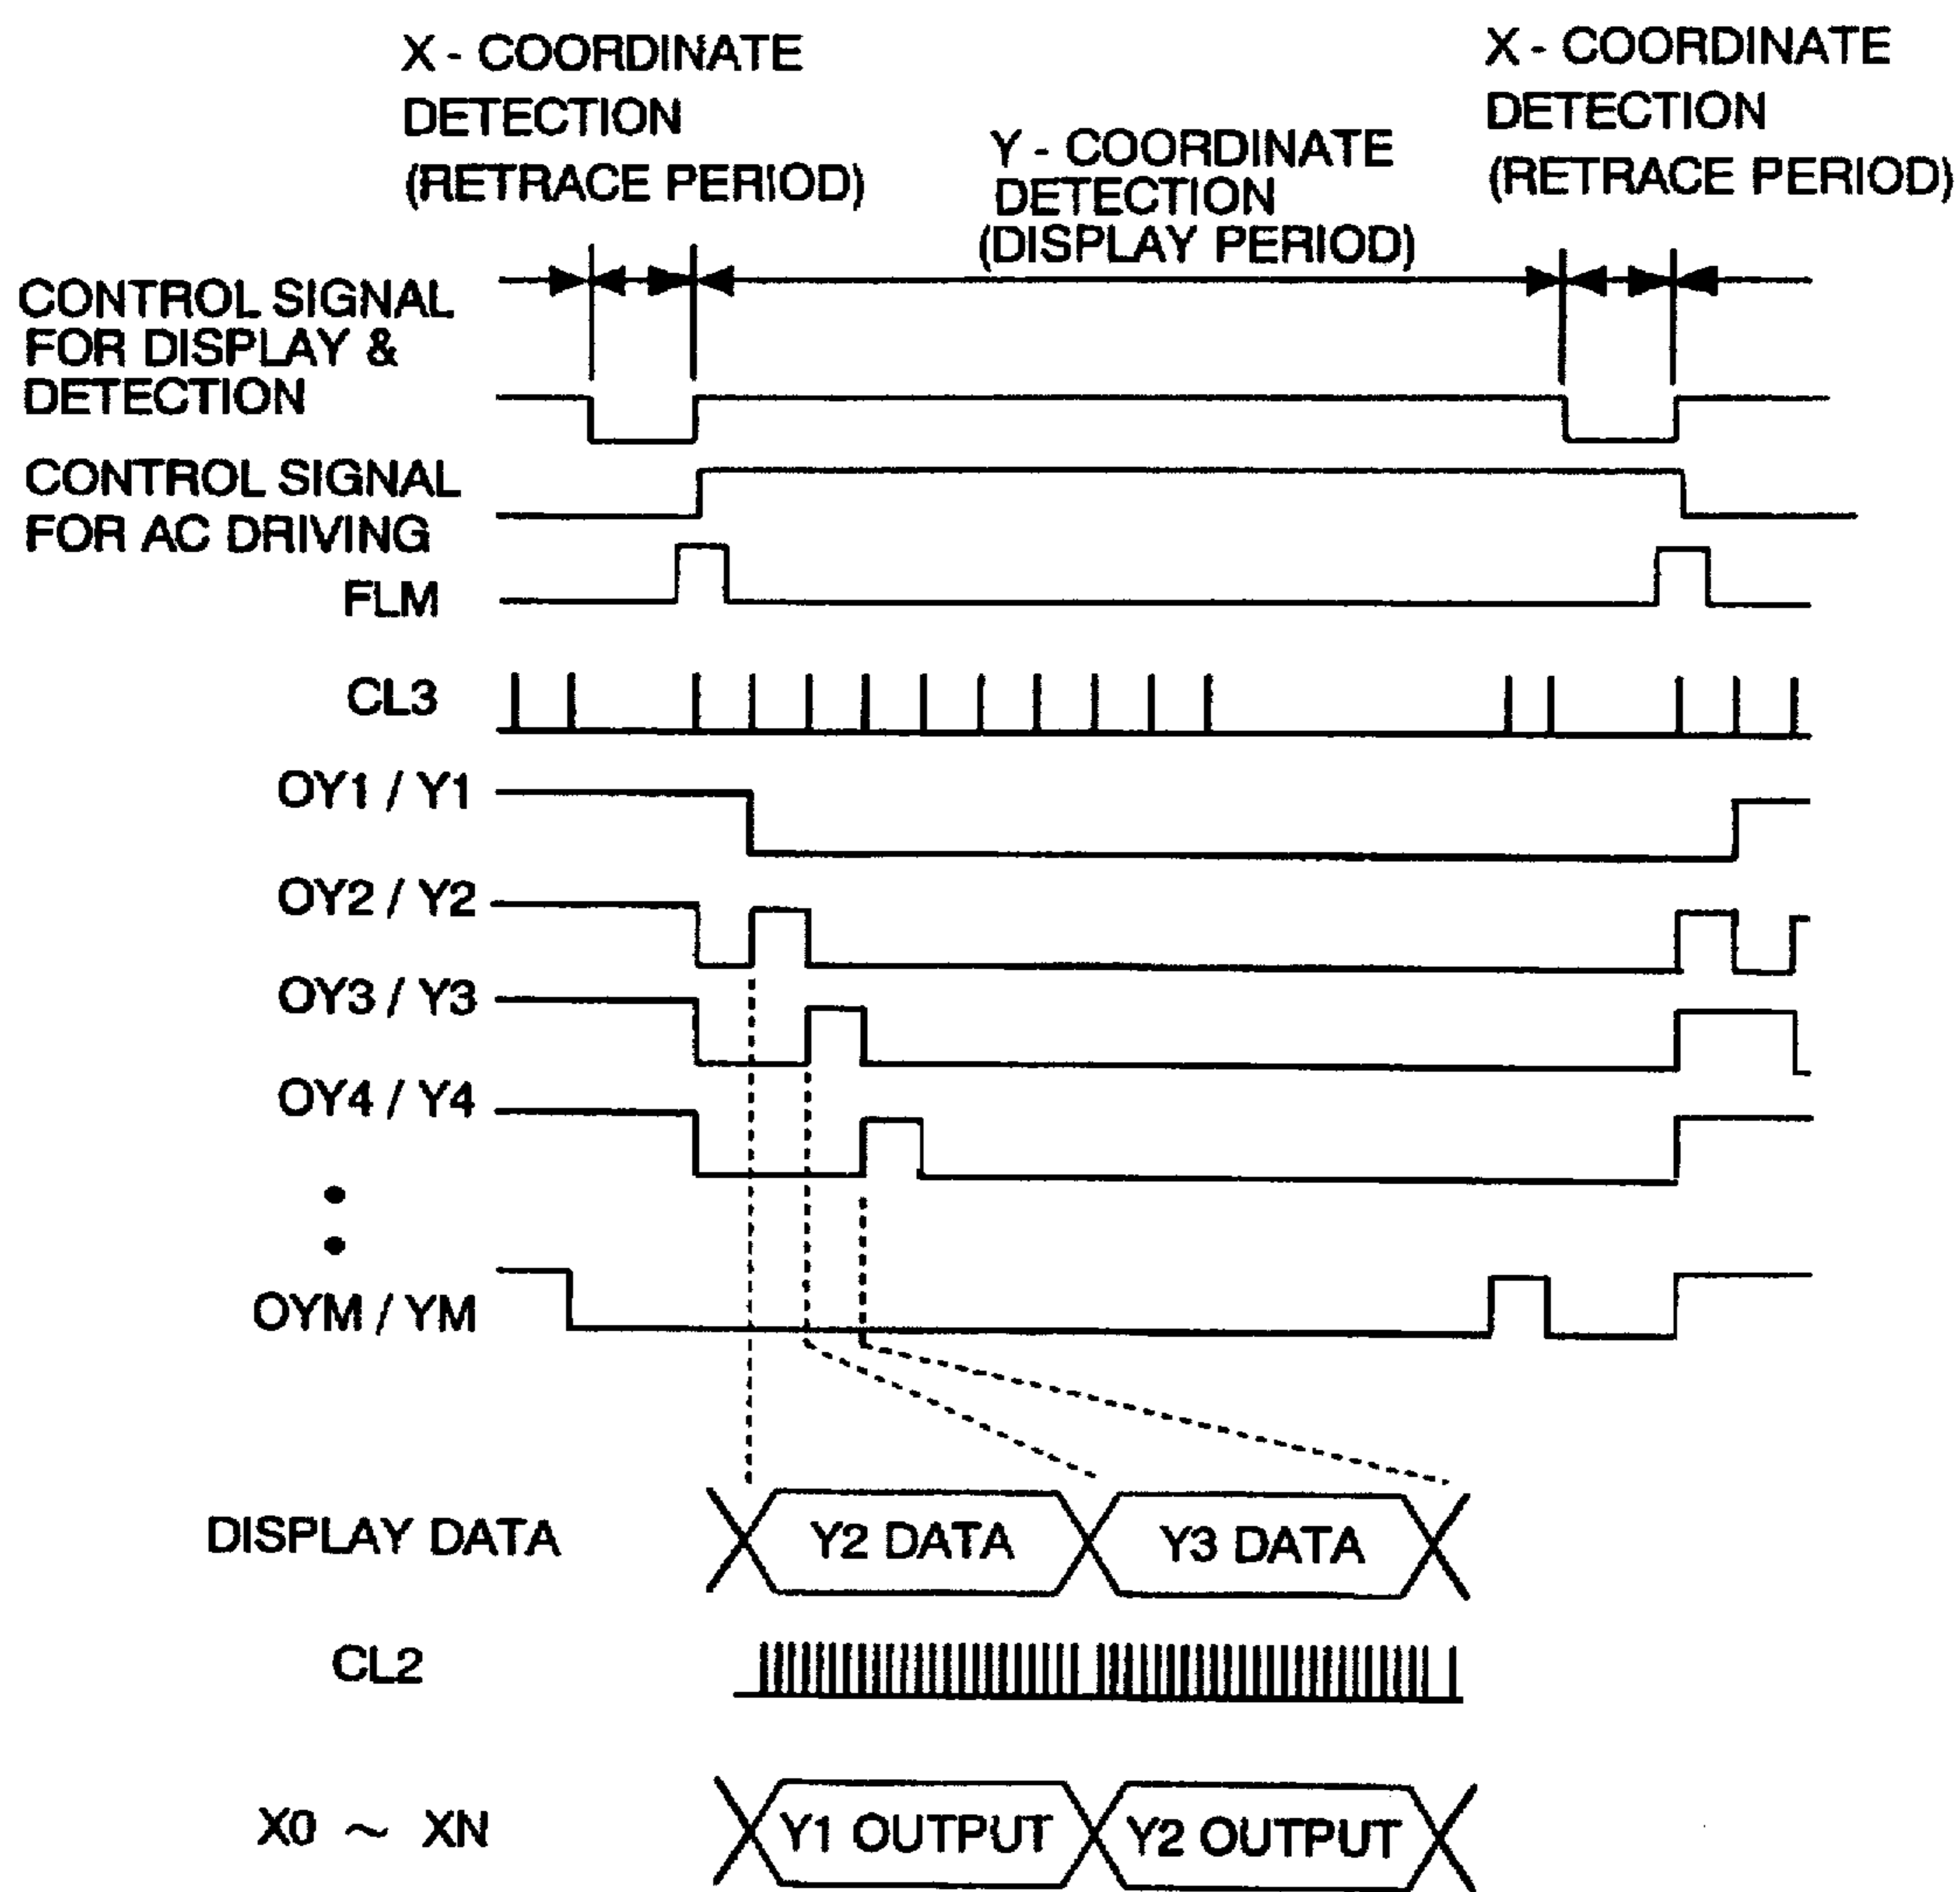 X - COORDINATE
DETECTION
(RETRACE PERIOD)
Y - COORDINATE
DETECTION
(DISPLAY PERIOD)
X - COORDINATE
DETECTION
(RETRACE PERIOD)
CONTROL SIGNAL
FOR DISPLAY &
DETECTION
CONTROL SIGNAL
FOR AC DRIVING
FLM
CL3
OY1 / Y1
OY2 / Y2
OY3 / Y3
OY4 / Y4
OYM / YM
DISPLAY DATA
Y2 DATA
Y3 DATA
CL2
X0 ~ XN
Y1 OUTPUT
Y2 OUTPUT